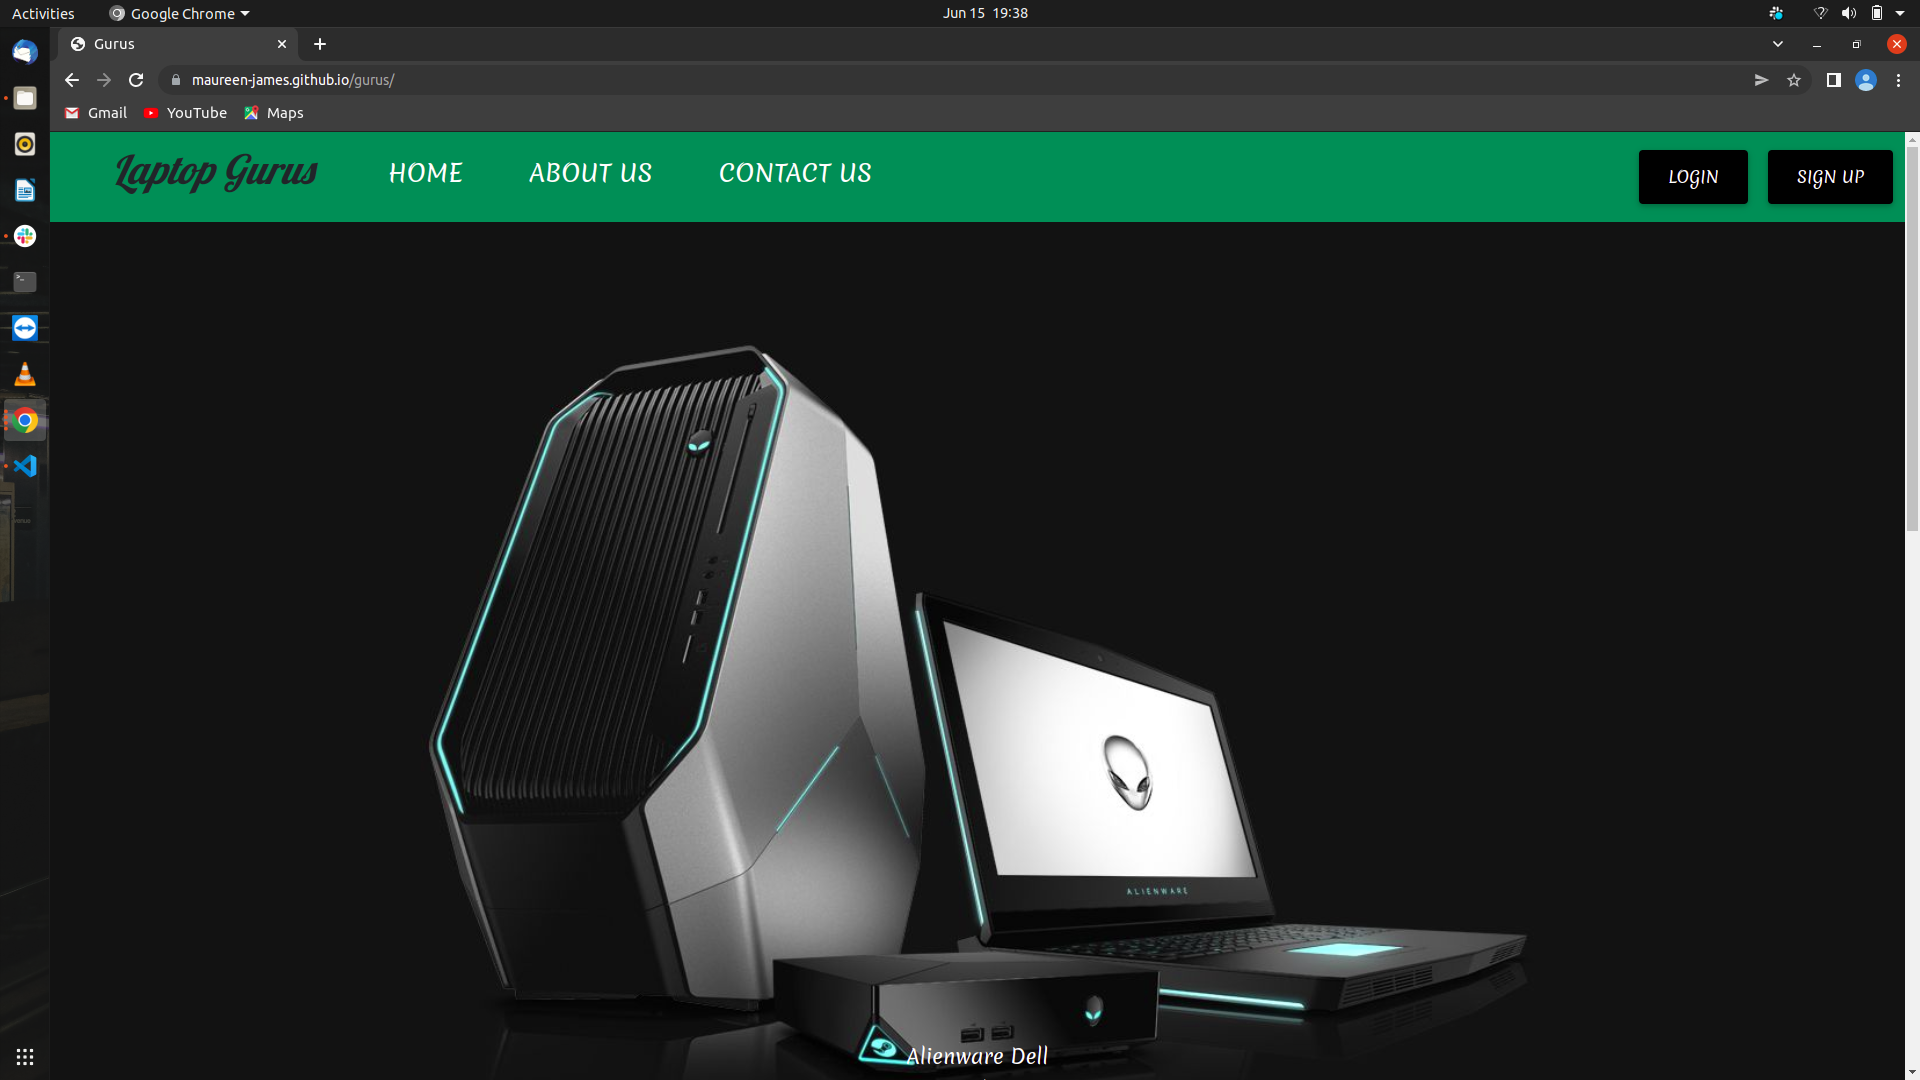 Activities
Google Chrome
Jun 15 19:38
Gurus
maureen-james.github.io/gurus/
Gmail
YouTube
Maps
Laptop Gurus
HOME
ABOUT US
CONTACT US
LOGIN
SIGN UP
ALIENWARE
Alienware Dell